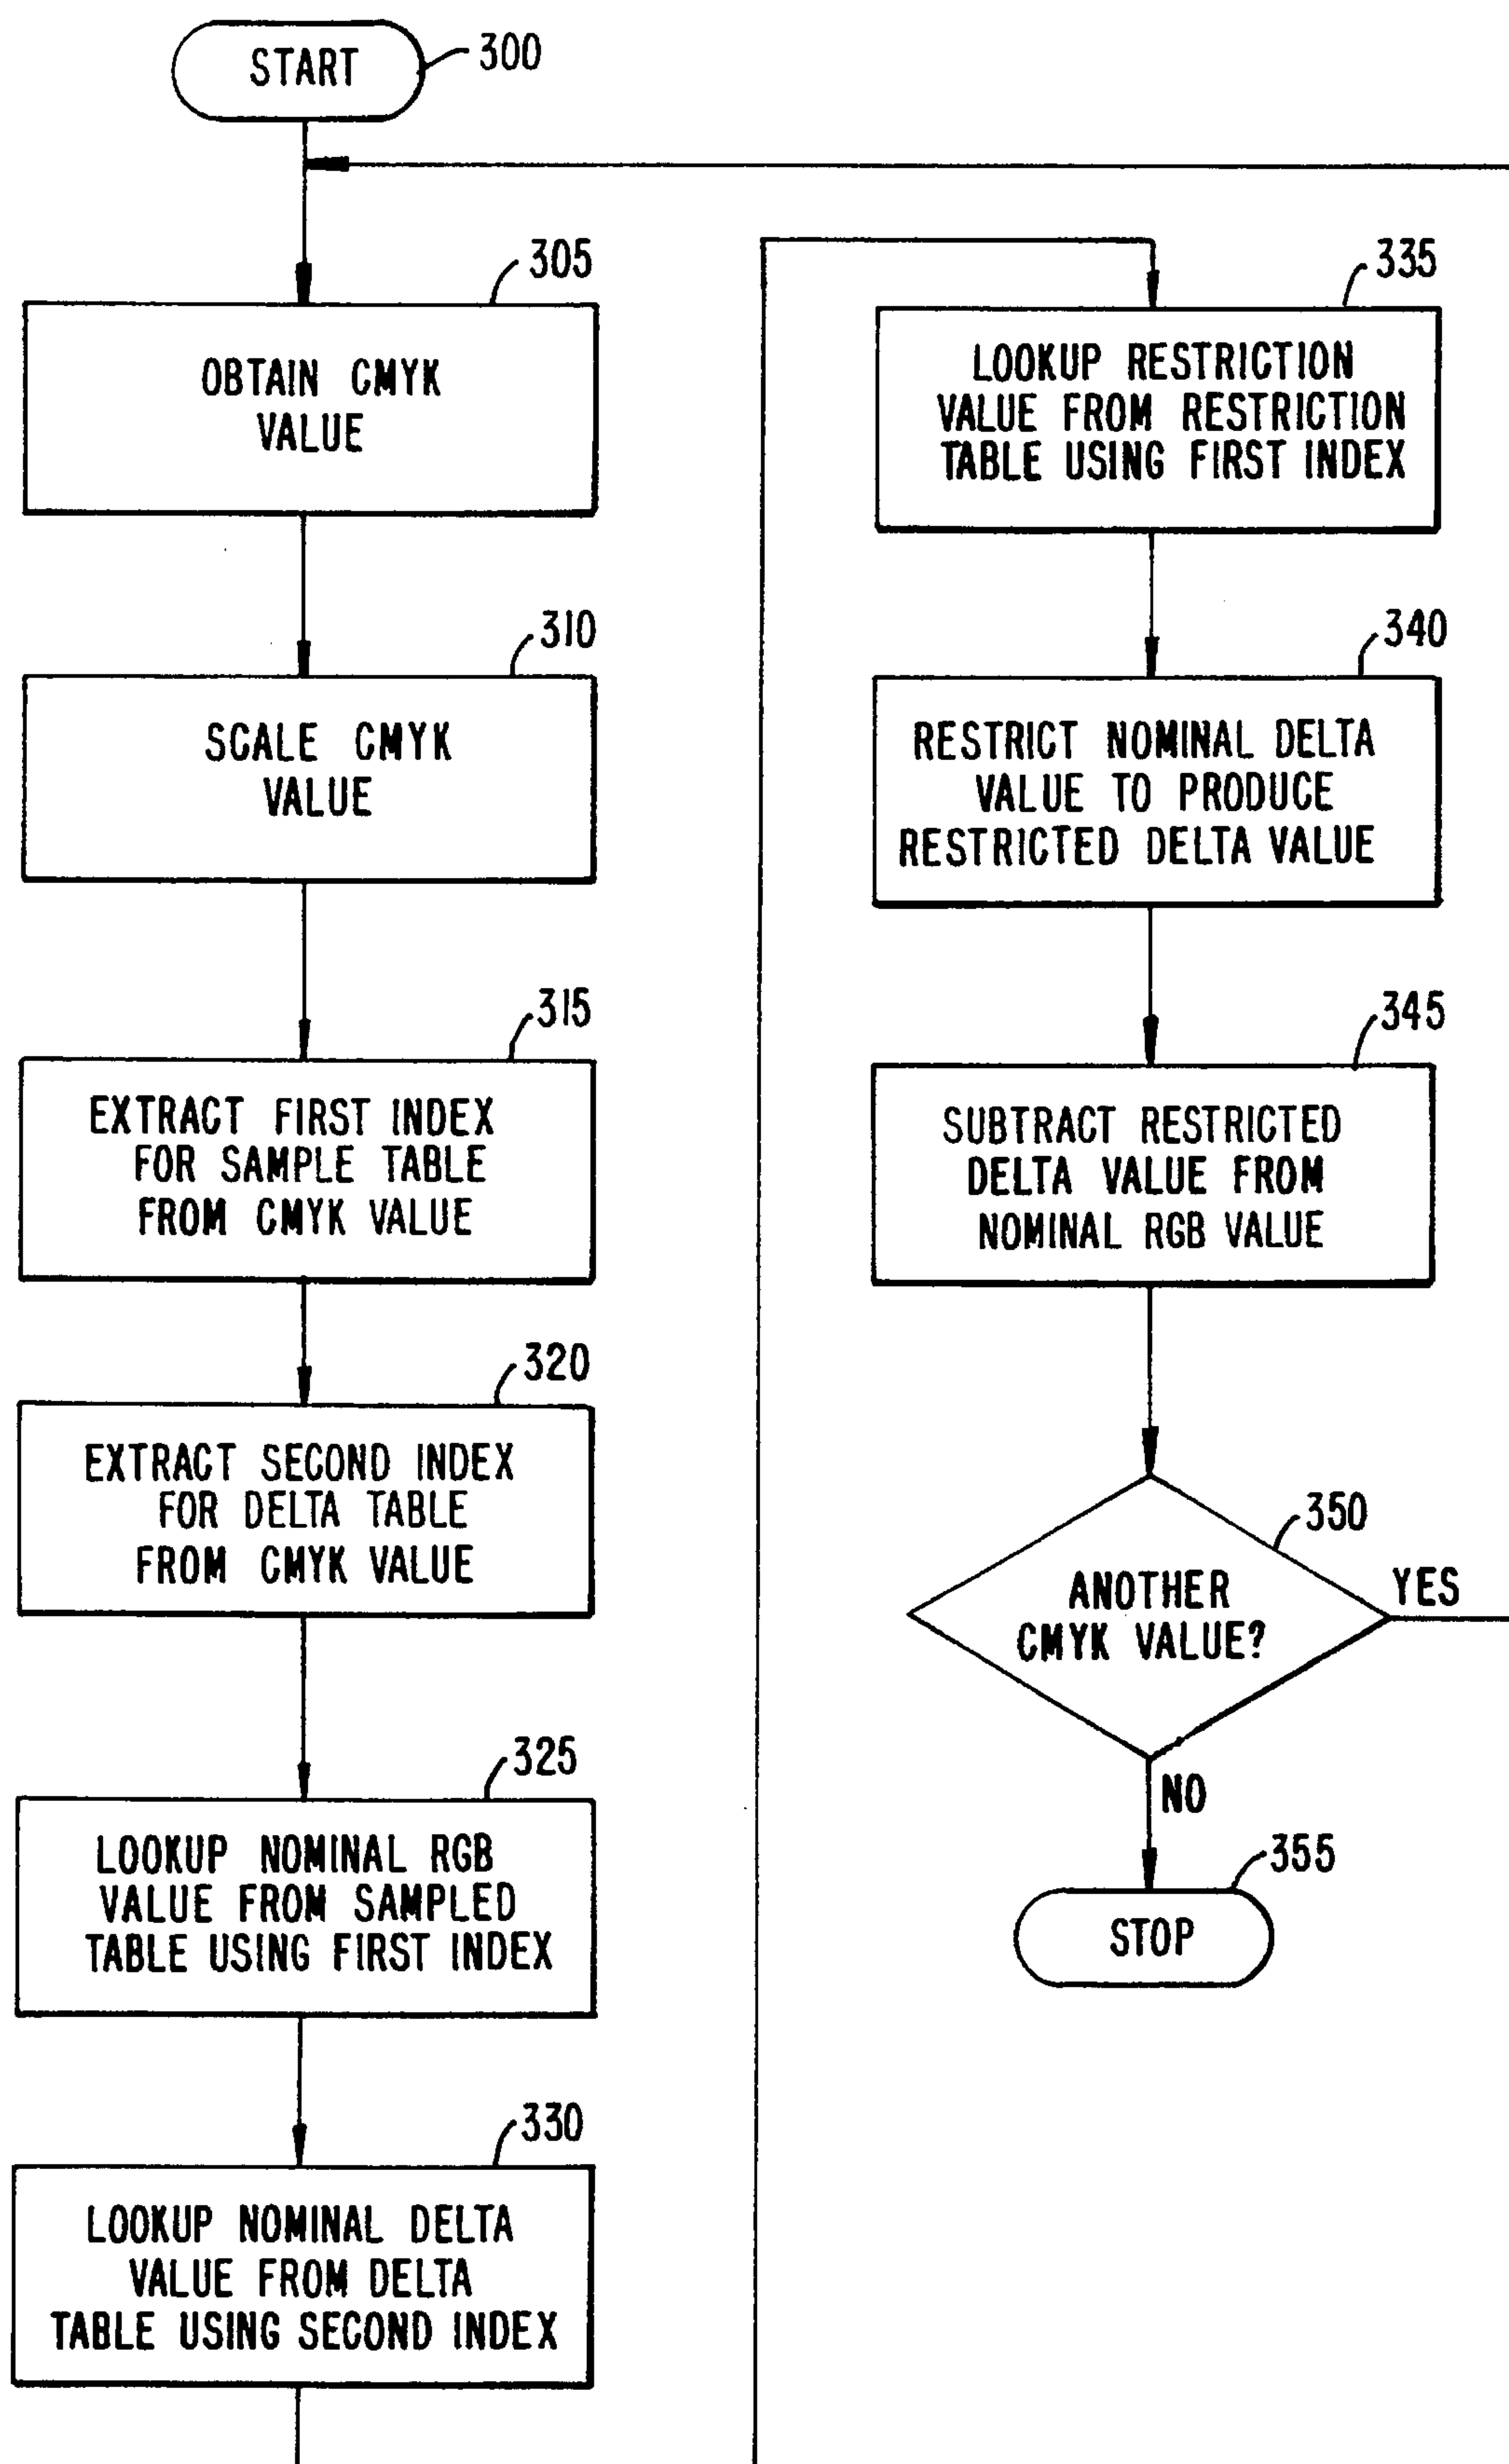 START
300
305
OBTAIN CMYK
VALUE
310
SCALE CMYK
VALUE
315
EXTRACT FIRST INDEX
FOR SAMPLE TABLE
FROM CMYK VALUE
320
EXTRACT SECOND INDEX
FOR DELTA TABLE
FROM CMYK VALUE
325
LOOKUP NOMINAL RGB
VALUE FROM SAMPLED
TABLE USING FIRST INDEX
330
LOOKUP NOMINAL DELTA
VALUE FROM DELTA
TABLE USING SECOND INDEX
335
LOOKUP RESTRICTION
VALUE FROM RESTRICTION
TABLE USING FIRST INDEX
340
RESTRICT NOMINAL DELTA
VALUE TO PRODUCE
RESTRICTED DELTA VALUE
345
SUBTRACT RESTRICTED
DELTA VALUE FROM
NOMINAL RGB VALUE
350
ANOTHER
CMYK VALUE?
YES
NO
355
STOP